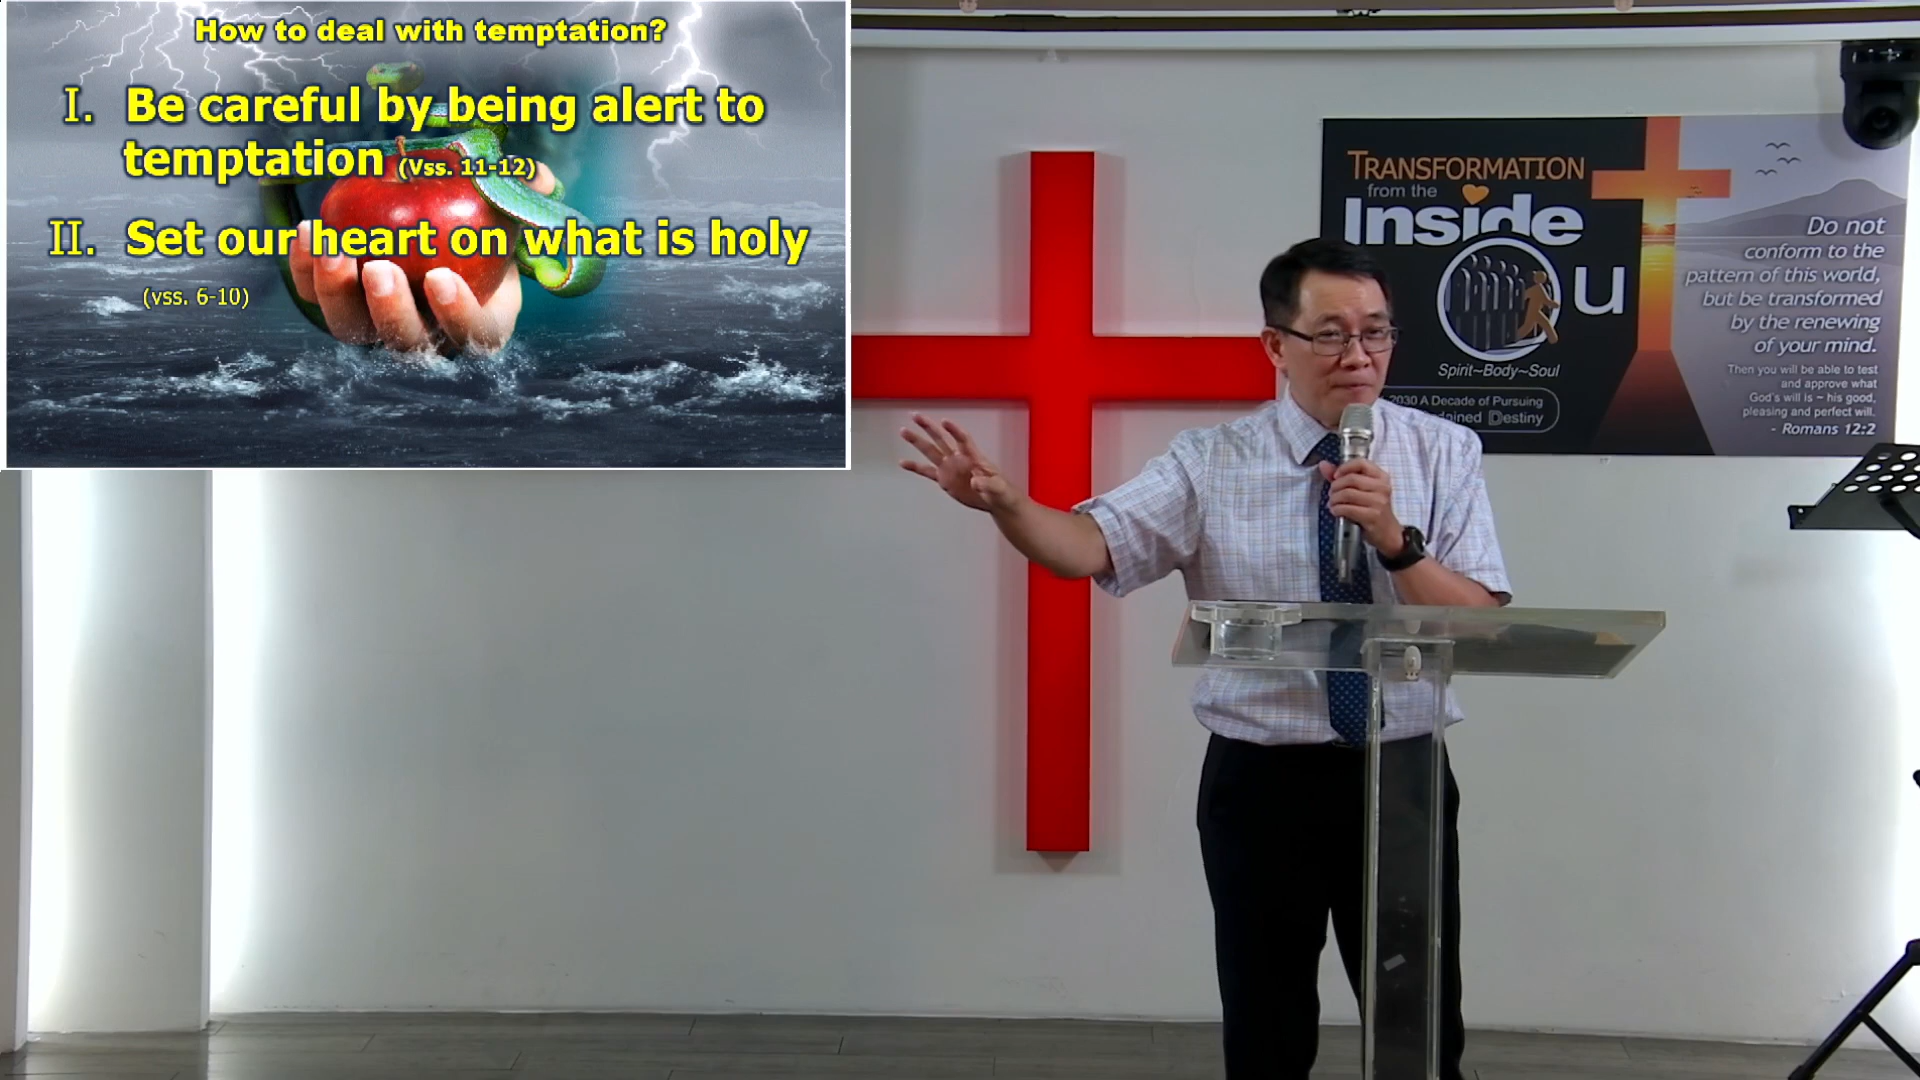 How to deal with temptation?
I. Be careful by being alert to
temptation (Vss. 11-12)
II. Set our heart on what is holy
(vss. 6-10)
TRANSFORMATION
from the
Inside
Ou
Spirit~Body~Soul
2030 A Decade of Pursuing
Destiny
Do not
conform to the
pattern of this world,
but be transformed
by the renewing
of your mind.
Then you will be able to test
and approve what
God's will is ~ his good,
pleasing and perfect will.
- Romans 12:2